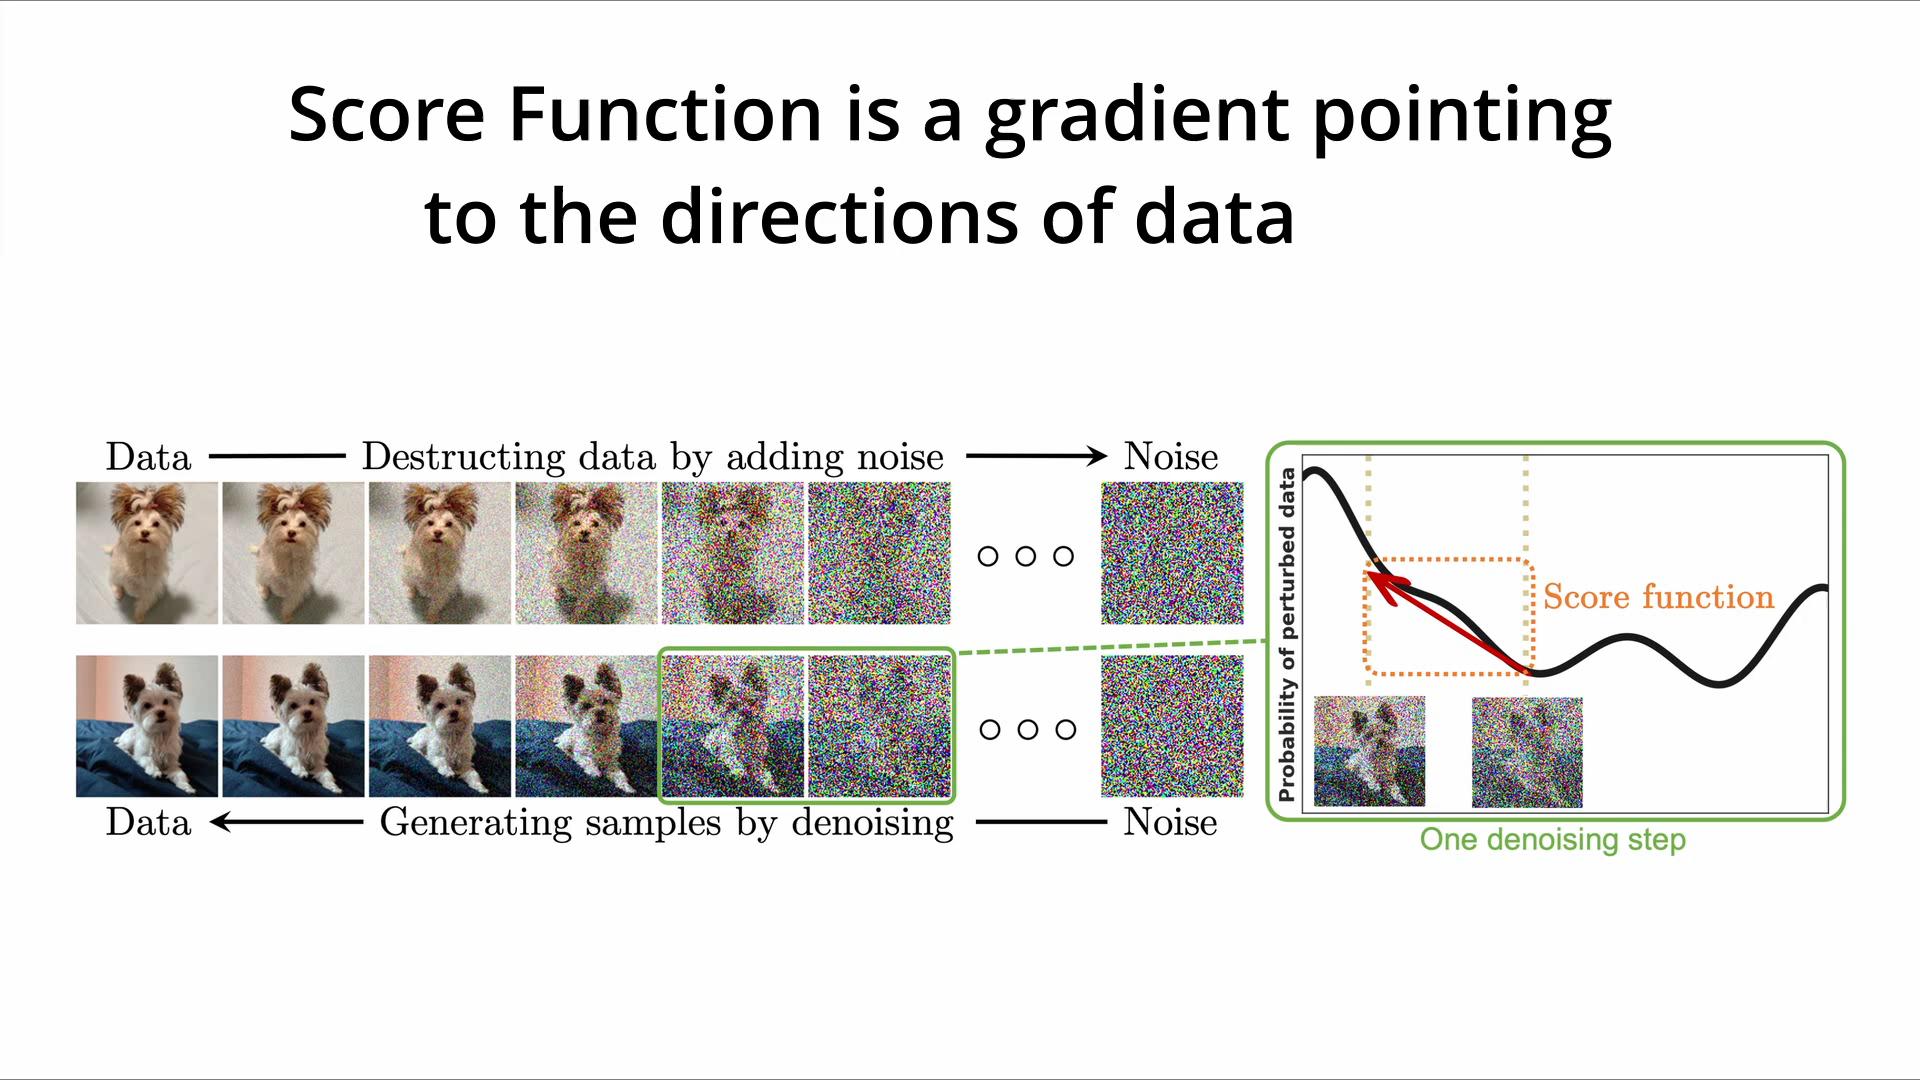 Score Function is a gradient pointing
to the directions of data
Data Destructing data by adding noise Noise
Probability of perturbed data
Score function
Data Generating samples by denoising Noise
One denoising step